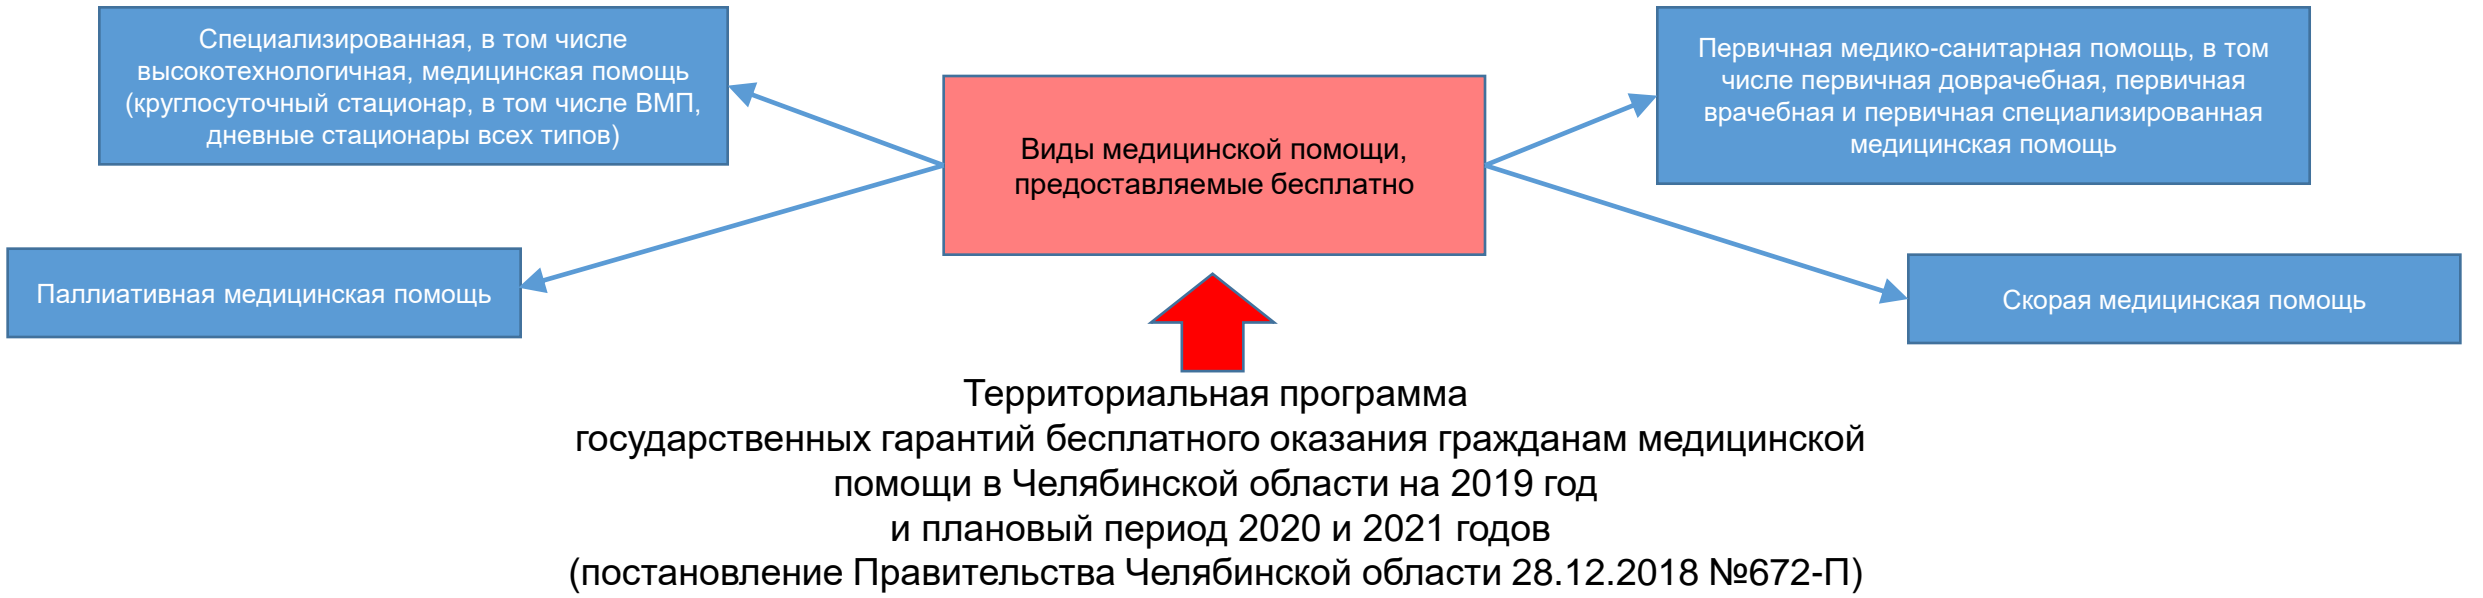 Специализированная, в том числе
высокотехнологичная, медицинская помощь
(круглосуточный стационар, в том числе ВМП,
дневные стационары всех типов)
Виды медицинской помощи,
предоставляемые бесплатно
Первичная медико-санитарная помощь, в том
числе первичная доврачебная, первичная
врачебная и первичная специализированная
медицинская помощь
Паллиативная медицинская помощь
Скорая медицинская помощь
Территориальная программа
государственных гарантий бесплатного оказания гражданам медицинской
помощи в Челябинской области на 2019 год
и плановый период 2020 и 2021 годов
(постановление Правительства Челябинской области 28.12.2018 №672-П)